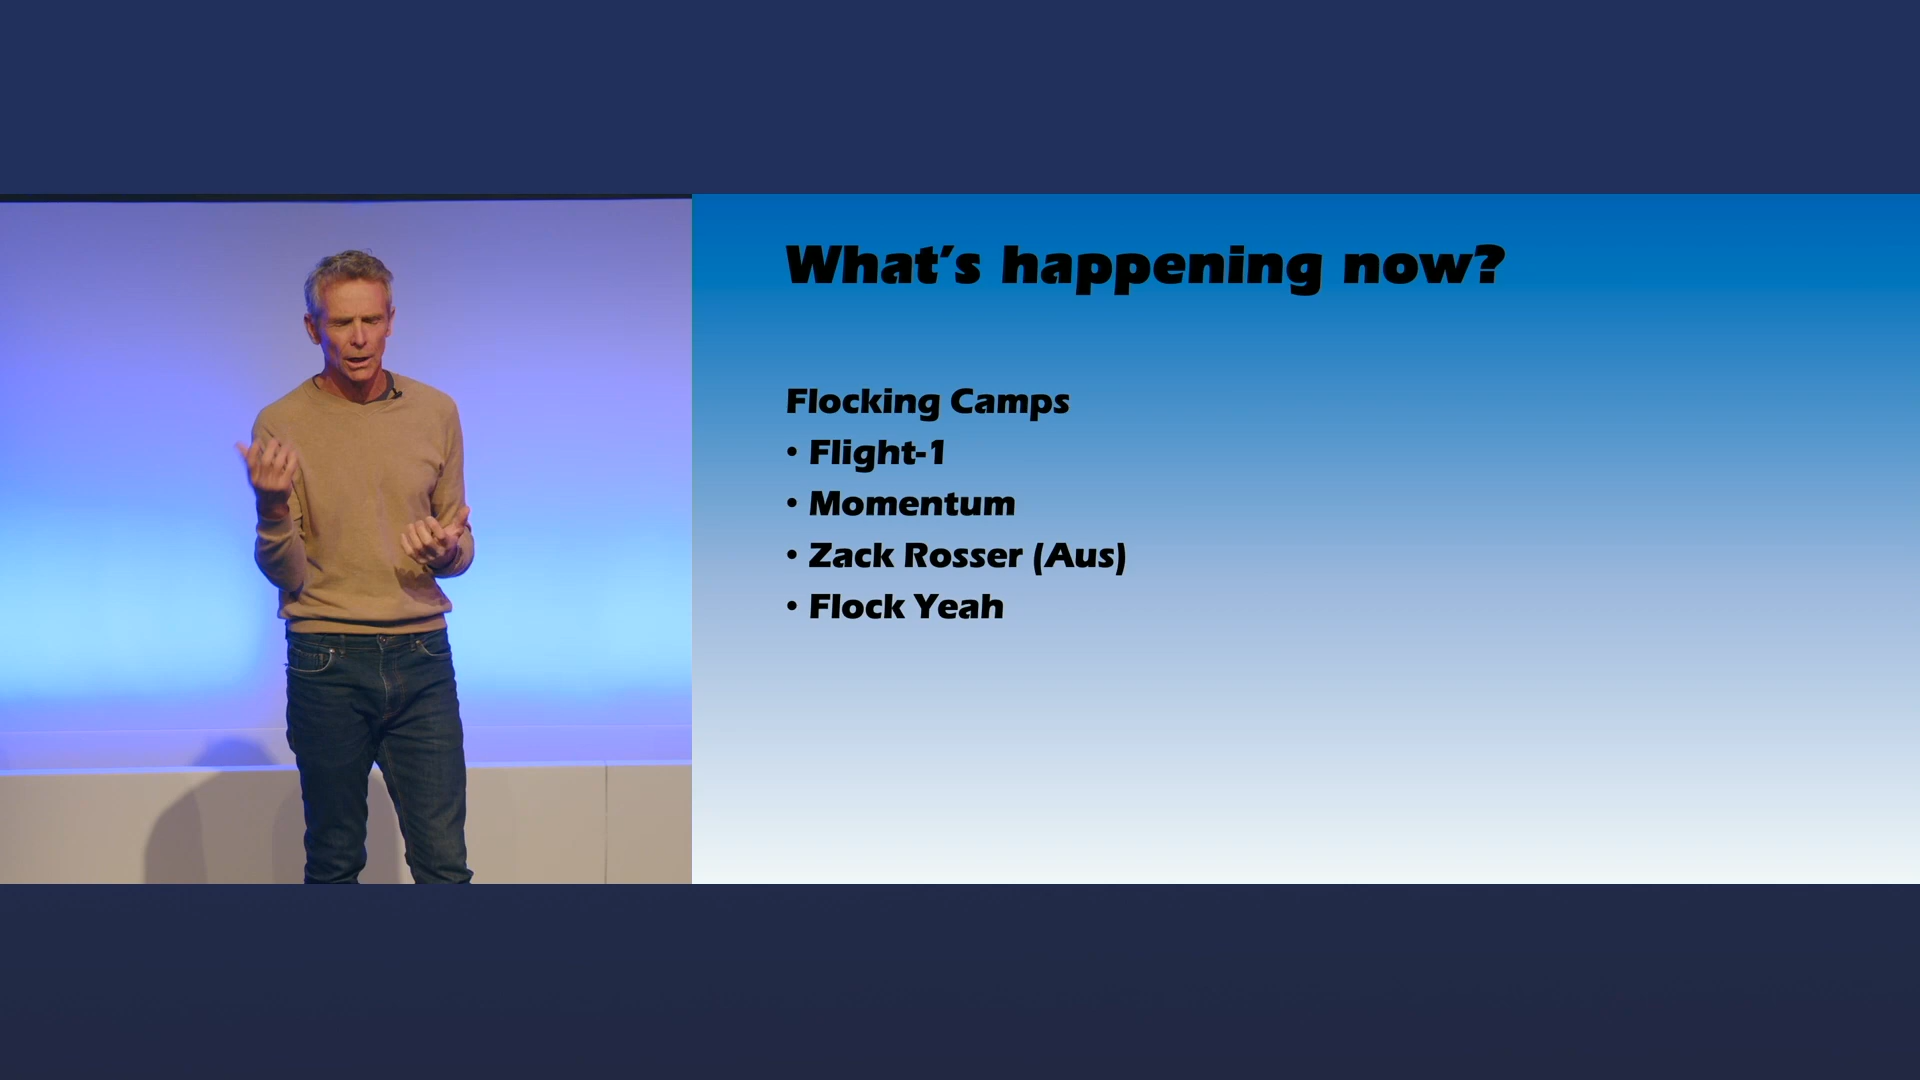 What's happening now?
Flocking Camps
• Flight-1
• Momentum
• Zack Rosser (Aus)
• Flock Yeah